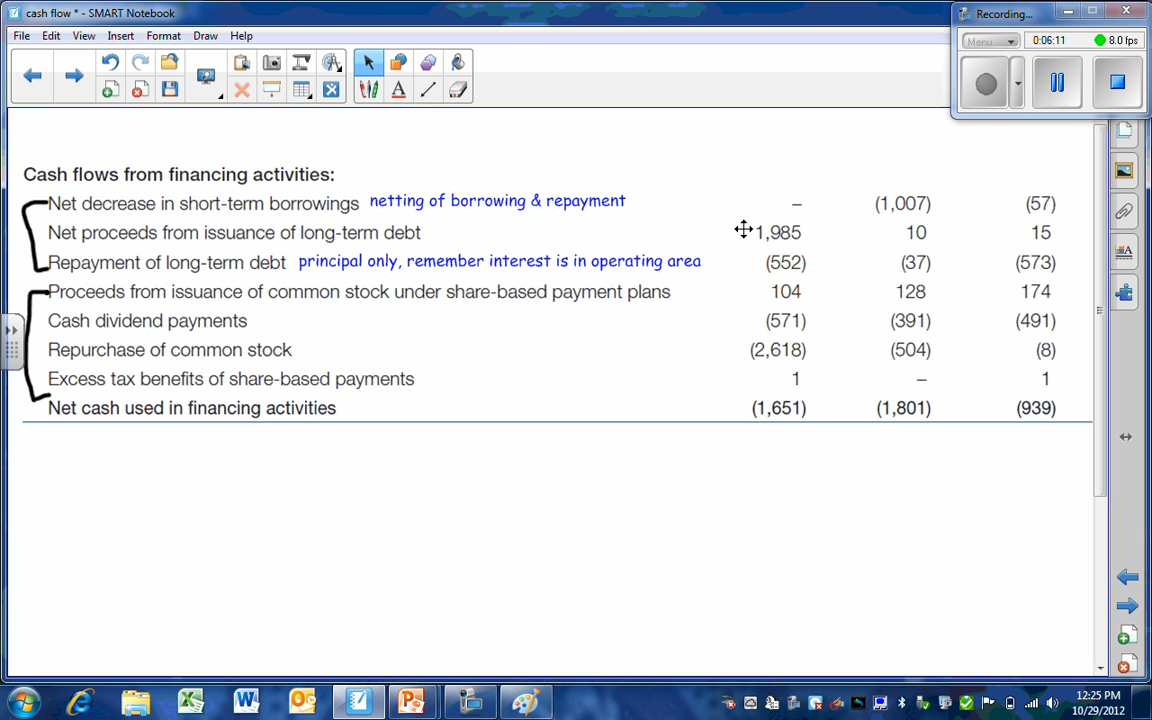 cash flow * - SMART Notebook
Recording...
File Edit View Insert Format Draw Help
Menu 0:06:11 8.0 fps
Cash flows from financing activities:
Net decrease in short-term borrowings netting of borrowing & repayment – (1,007) (57)
Net proceeds from issuance of long-term debt 1,985 10 15
Repayment of long-term debt principal only, remember interest is in operating area (552) (37) (573)
Proceeds from issuance of common stock under share-based payment plans 104 128 174
Cash dividend payments (571) (391) (491)
Repurchase of common stock (2,618) (504) (8)
Excess tax benefits of share-based payments 1 – 1
Net cash used in financing activities (1,651) (1,801) (939)
12:25 PM
10/29/2012